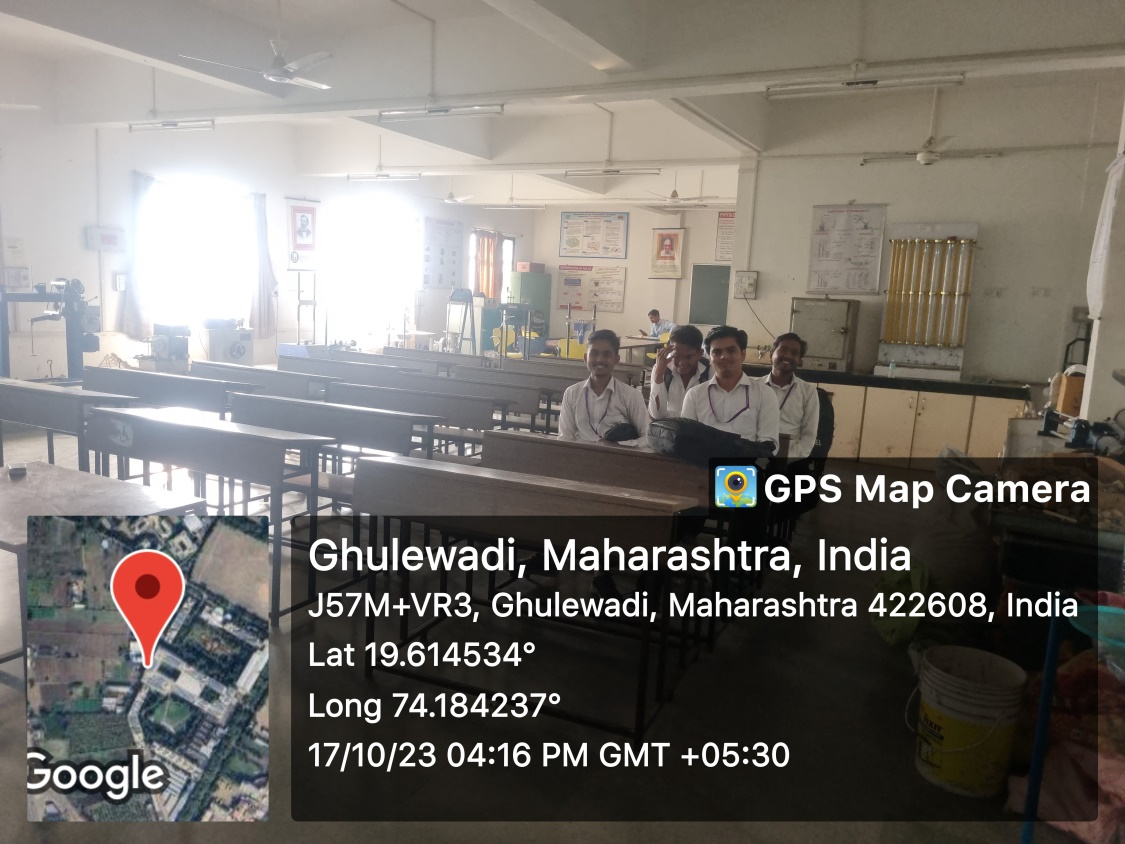 GPS Map Camera
Ghulewadi, Maharashtra, India
J57M+VR3, Ghulewadi, Maharashtra 422608, India
Lat 19.614534°
Long 74.184237°
17/10/23 04:16 PM GMT +05:30
Google